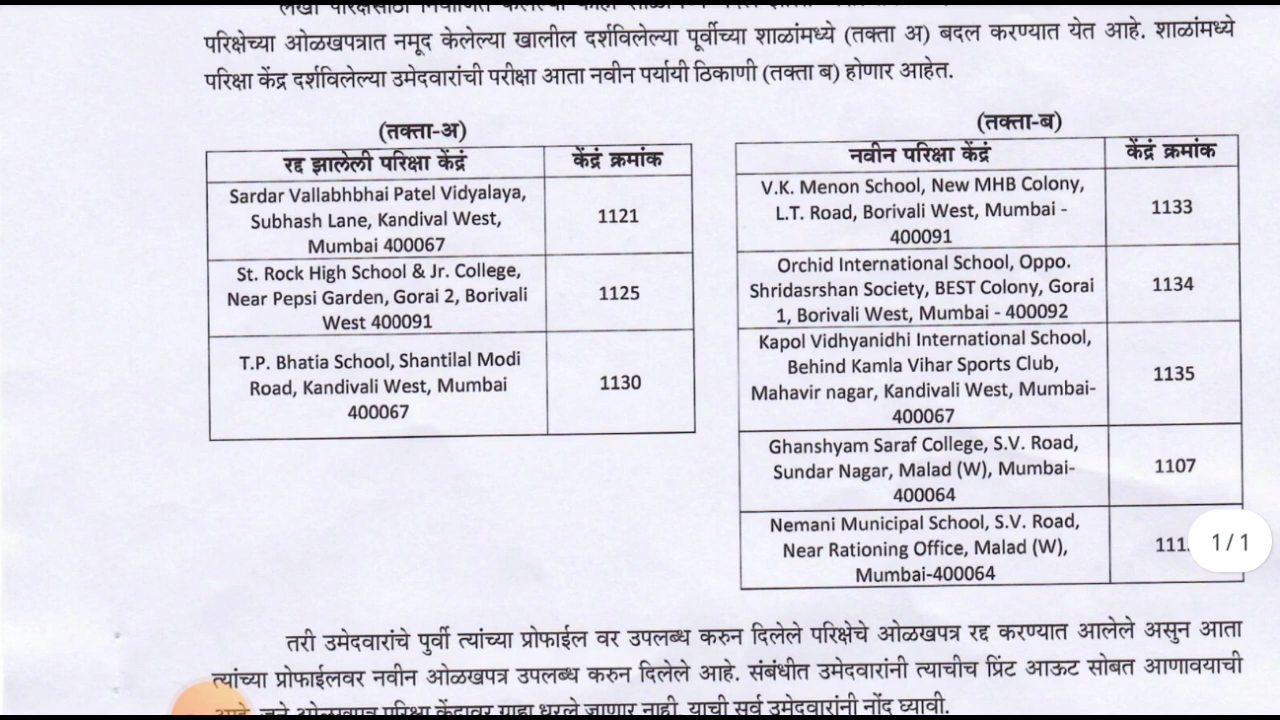 परिक्षेच्या ओळखपत्रात नमूद केलेल्या खालील दर्शविलेल्या पूर्वीच्या शाळांमध्ये (तक्ता अ) बदल करण्यात येत आहे. शाळांमध्ये
परिक्षा केंद्र दर्शविलेल्या उमेदवारांची परीक्षा आता नवीन पर्यायी ठिकाणी (तक्ता ब) होणार आहेत.
(तक्ता-अ)
रद्द झालेली परिक्षा केंद्रं
केंद्रं क्रमांक
Sardar Vallabhbhai Patel Vidyalaya,
Subhash Lane, Kandival West,
Mumbai 400067
1121
St. Rock High School & Jr. College,
Near Pepsi Garden, Gorai 2, Borivali
West 400091
1125
T.P. Bhatia School, Shantilal Modi
Road, Kandivali West, Mumbai
400067
1130
(तक्ता-ब)
नवीन परिक्षा केंद्रं
केंद्रं क्रमांक
V.K. Menon School, New MHB Colony,
L.T. Road, Borivali West, Mumbai -
400091
1133
Orchid International School, Oppo.
Shridasrshan Society, BEST Colony, Gorai
1, Borivali West, Mumbai - 400092
1134
Kapol Vidhyanidhi International School,
Behind Kamla Vihar Sports Club,
Mahavir nagar, Kandivali West, Mumbai-
400067
1135
Ghanshyam Saraf College, S.V. Road,
Sundar Nagar, Malad (W), Mumbai-
400064
1107
Nemani Municipal School, S.V. Road,
Near Rationing Office, Malad (W),
Mumbai-400064
1/1
तरी उमेदवारांचे पुर्वी त्यांच्या प्रोफाईल वर उपलब्ध करुन दिलेले परिक्षेचे ओळखपत्र रद्द करण्यात आलेले असुन आता
त्यांच्या प्रोफाईलवर नवीन ओळखपत्र उपलब्ध करुन दिलेले आहे. संबंधीत उमेदवारांनी त्याचीच प्रिंट आऊट सोबत आणावयाची
आहे. जुने ओळखपत्र परिक्षा केंद्रावर ग्राह्य धरले जाणार नाही. याची सर्व उमेदवारांनी नोंद घ्यावी.